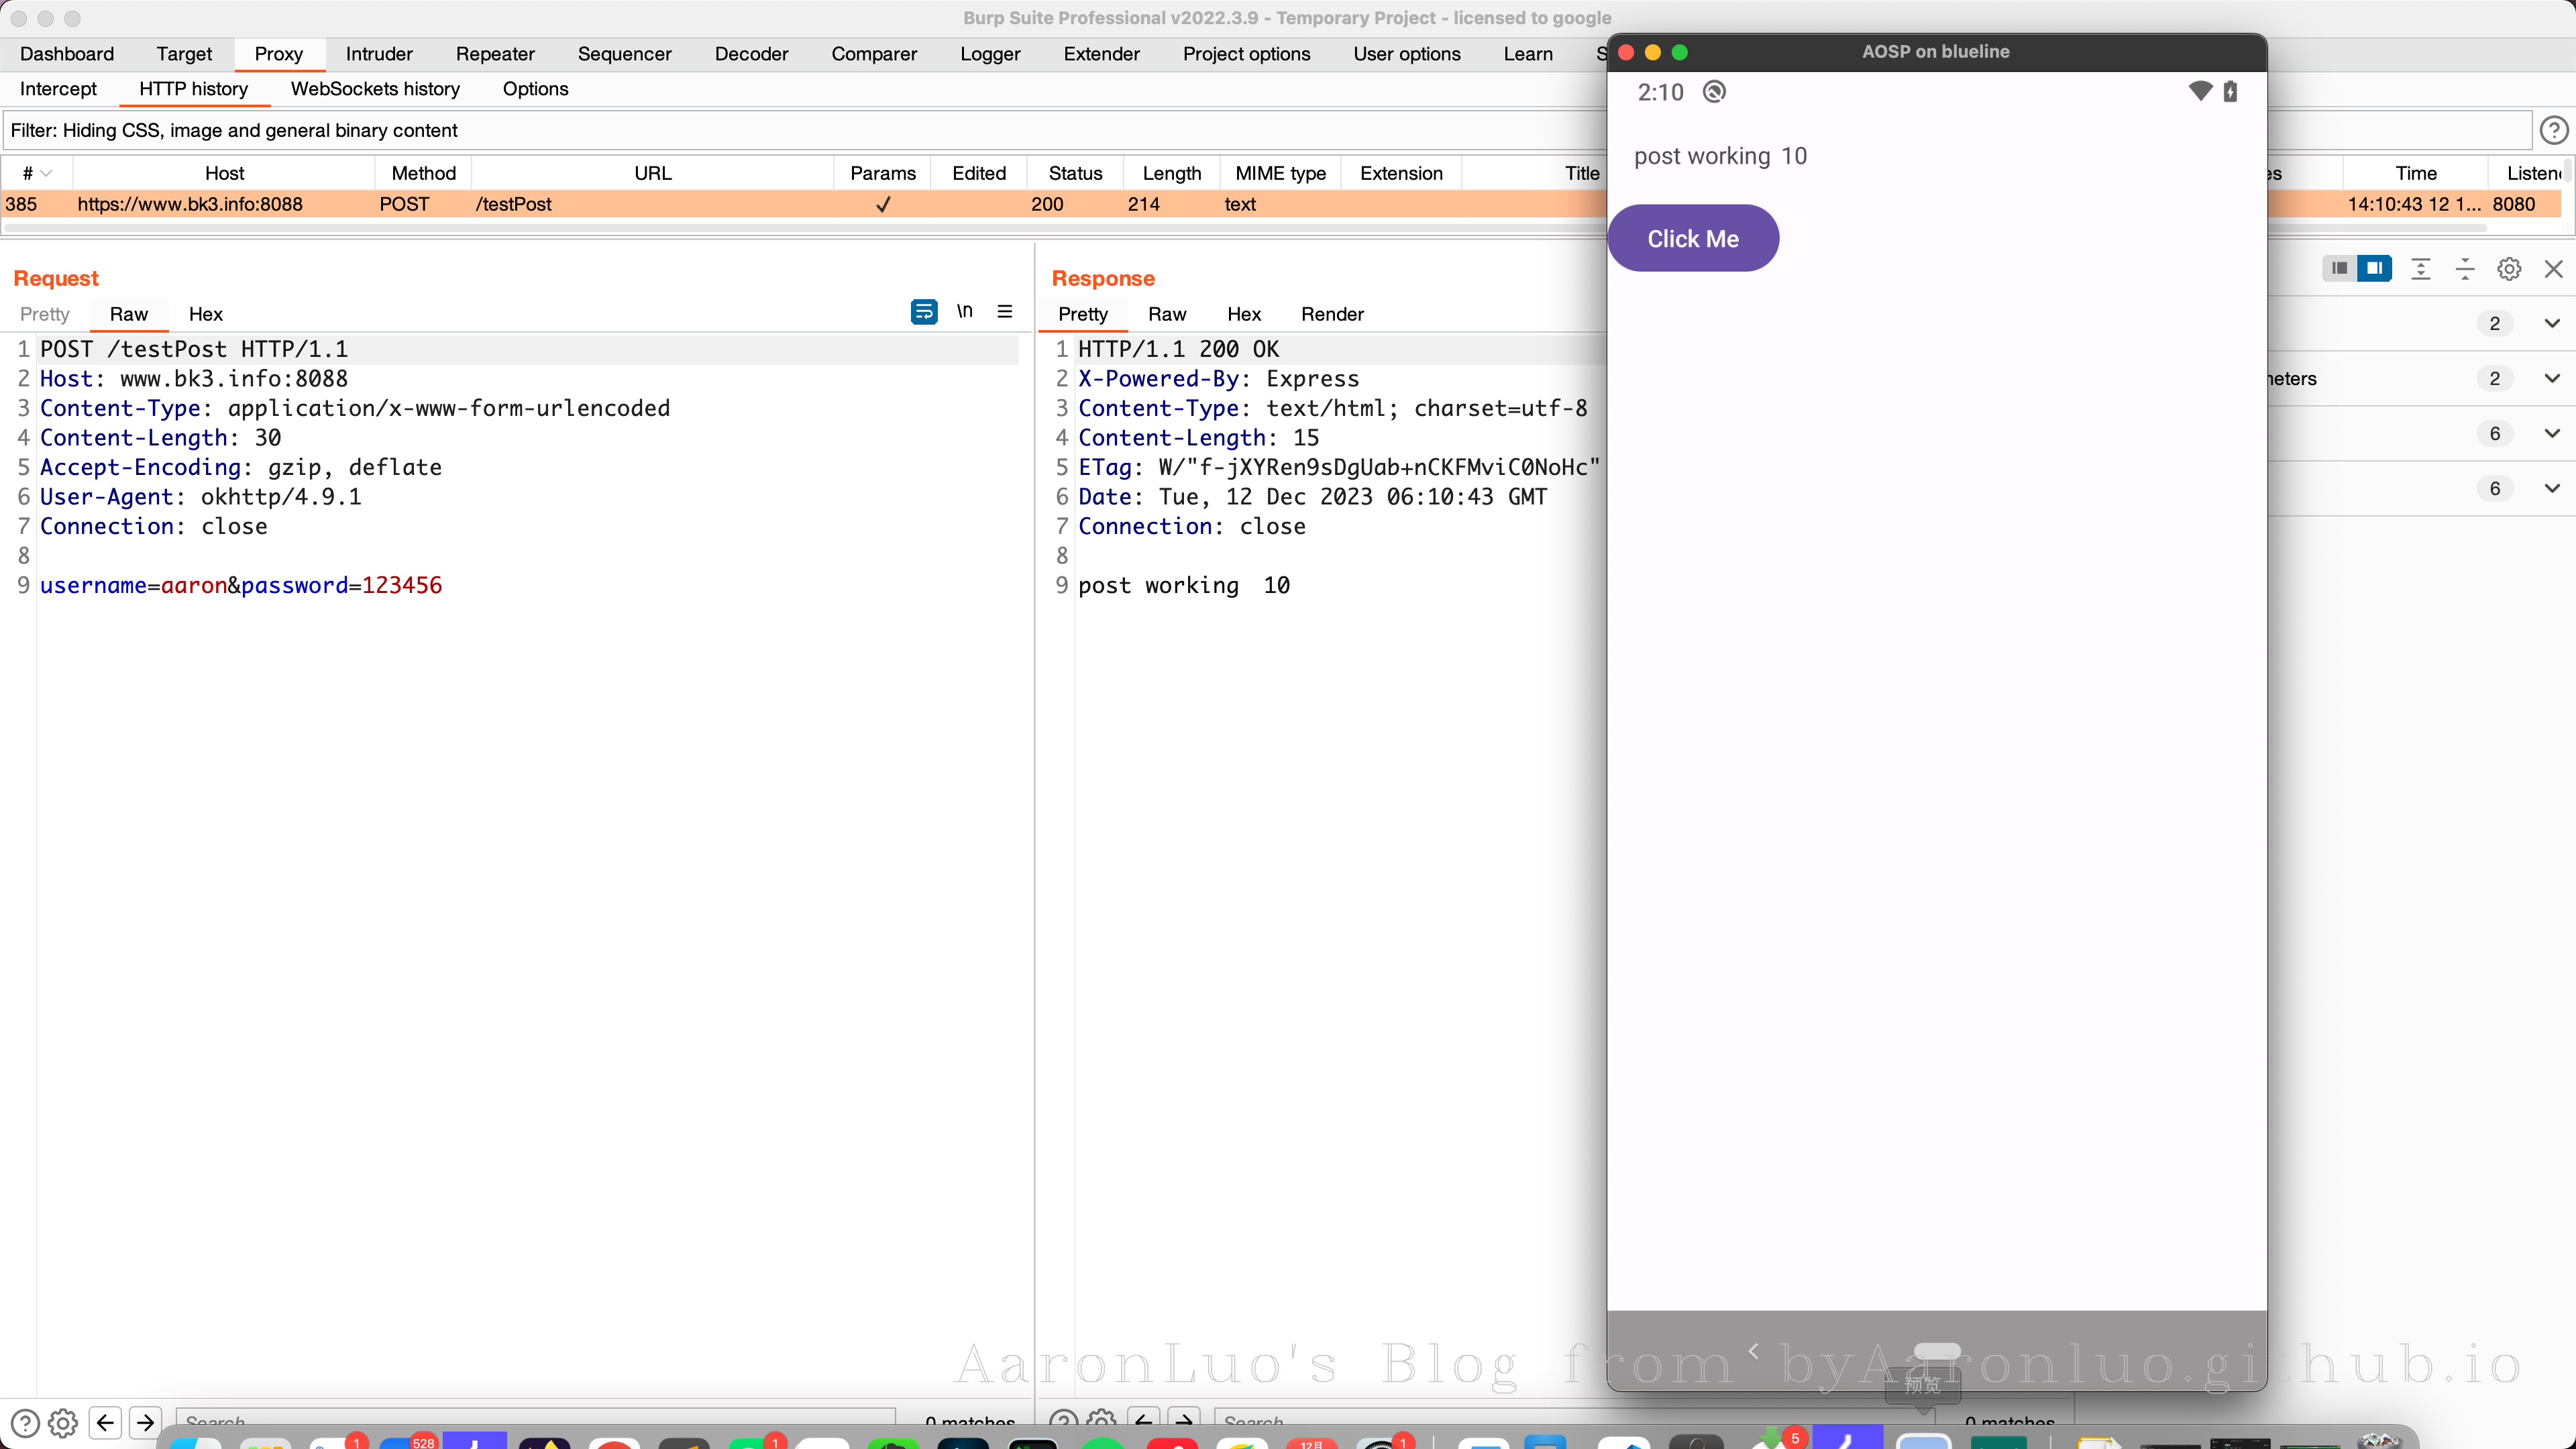 Burp Suite Professional v2022.3.9 - Temporary Project - licensed to google
Dashboard Target Proxy Intruder Repeater Sequencer Decoder Comparer Logger Extender Project options User options Learn
Intercept HTTP history WebSockets history Options
Filter: Hiding CSS, image and general binary content
# Host Method URL Params Edited Status Length MIME type Extension Title Time
385 https://www.bk3.info:8088 POST /testPost ✓ 200 214 text 14:10:43 12 1... 8080
Request
Pretty Raw Hex \n
1 POST /testPost HTTP/1.1
2 Host: www.bk3.info:8088
3 Content-Type: application/x-www-form-urlencoded
4 Content-Length: 30
5 Accept-Encoding: gzip, deflate
6 User-Agent: okhttp/4.9.1
7 Connection: close
8
9 username=aaron&password=123456
Response
Pretty Raw Hex Render
1 HTTP/1.1 200 OK
2 X-Powered-By: Express
3 Content-Type: text/html; charset=utf-8
4 Content-Length: 15
5 ETag: W/"f-jXYRen9sDgUab+nCKFMviC0NoHc"
6 Date: Tue, 12 Dec 2023 06:10:43 GMT
7 Connection: close
8
9 post working 10
AOSP on blueline
2:10
post working 10
Click Me
2
2
6
6
AaronLuo's Blog from byAaronluo.github.io
预览
Search 0 matches
Search 0 matches
1 528 1 12月 1 5